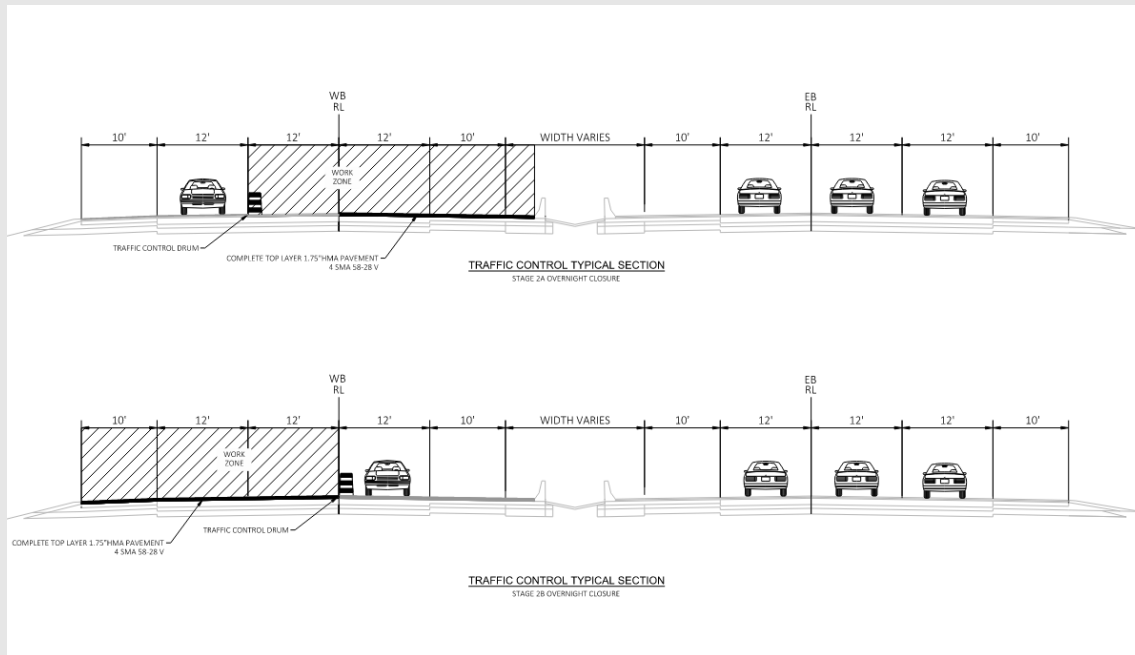 WB
RL
EB
RL
10' 12' 12' 12' 10' WIDTH VARIES 10' 12' 12' 12' 10'
WORK
ZONE
TRAFFIC CONTROL DRUM
COMPLETE TOP LAYER 1.75"HMA PAVEMENT
4 SMA 58-28 V
TRAFFIC CONTROL TYPICAL SECTION
STAGE 2A OVERNIGHT CLOSURE
WB
RL
EB
RL
10' 12' 12' 12' 10' WIDTH VARIES 10' 12' 12' 12' 10'
WORK
ZONE
TRAFFIC CONTROL DRUM
COMPLETE TOP LAYER 1.75"HMA PAVEMENT
4 SMA 58-28 V
TRAFFIC CONTROL TYPICAL SECTION
STAGE 2B OVERNIGHT CLOSURE